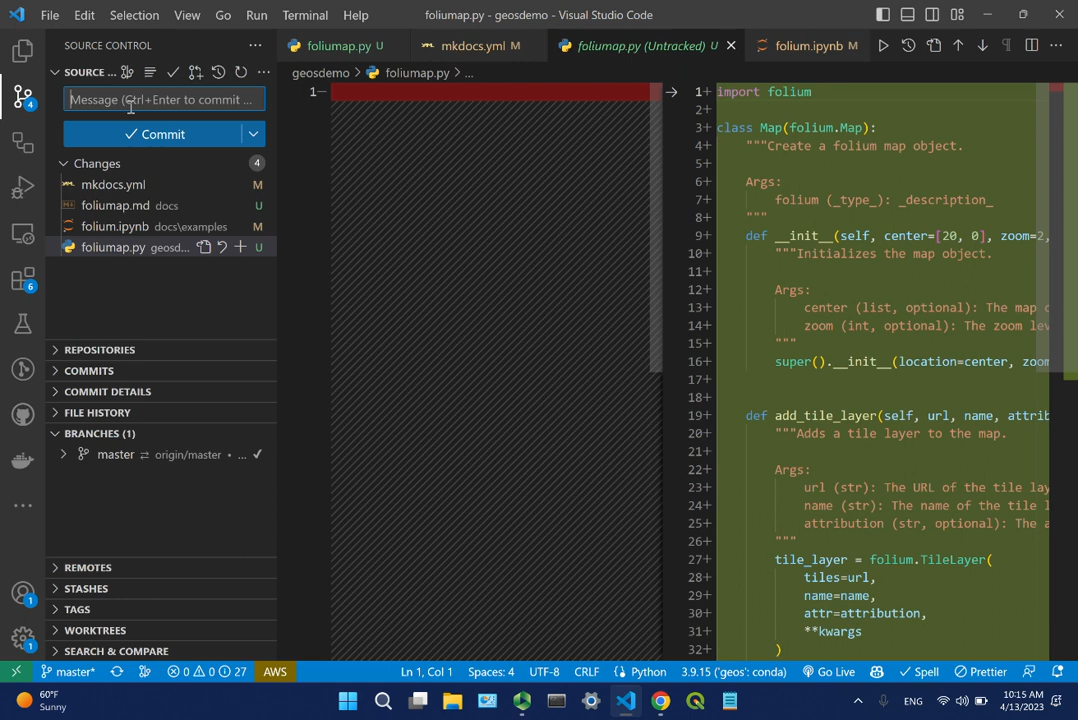 File Edit Selection View Go Run Terminal Help
foliumap.py - geosdemo - Visual Studio Code
SOURCE CONTROL
SOURCE ...
Message (Ctrl+Enter to commit ...
Commit
Changes 4
mkdocs.yml M
foliumap.md docs U
folium.ipynb docs\examples M
foliumap.py geosd... U
REPOSITORIES
COMMITS
COMMIT DETAILS
FILE HISTORY
BRANCHES (1)
master origin/master • ...
REMOTES
STASHES
TAGS
WORKTREES
SEARCH & COMPARE
4
6
1
1
foliumap.py U
mkdocs.yml M
foliumap.py (Untracked) U
folium.ipynb M
geosdemo > foliumap.py > ...
1-
1+ import folium
2+
3+ class Map(folium.Map):
4+ """Create a folium map object.
5+
6+ Args:
7+ folium (_type_): _description_
8+ """
9+ def __init__(self, center=[20, 0], zoom=2,
10+ """Initializes the map object.
11+
12+ Args:
13+ center (list, optional): The map c
14+ zoom (int, optional): The zoom lev
15+ """
16+ super().__init__(location=center, zoom
17+
18+
19+ def add_tile_layer(self, url, name, attrib
20+ """Adds a tile layer to the map.
21+
22+ Args:
23+ url (str): The URL of the tile lay
24+ name (str): The name of the tile l
25+ attribution (str, optional): The a
26+ """
27+ tile_layer = folium.TileLayer(
28+ tiles=url,
29+ name=name,
30+ attr=attribution,
31+ **kwargs
32+ )
master* 0 0 27 AWS Ln 1, Col 1 Spaces: 4 UTF-8 CRLF Python 3.9.15 ('geos': conda) Go Live Spell Prettier
60°F
Sunny
ENG
10:15 AM
4/13/2023